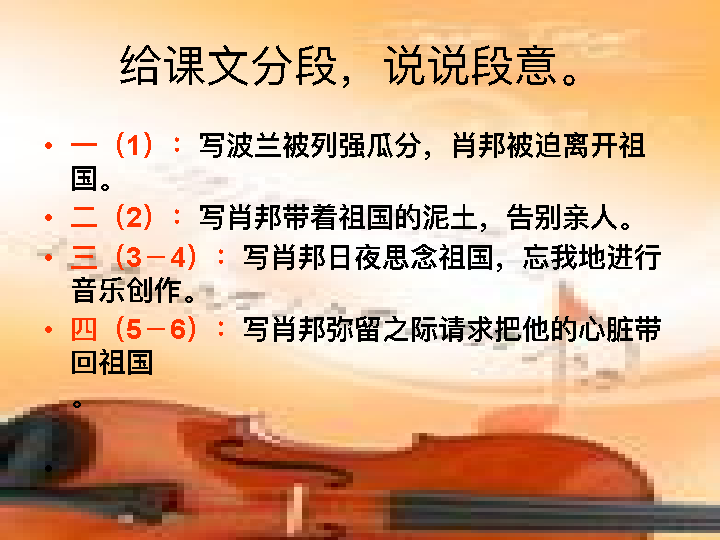 给课文分段，说说段意。
• 一（1）：写波兰被列强瓜分，肖邦被迫离开祖
国。
• 二（2）：写肖邦带着祖国的泥土，告别亲人。
• 三（3－4）：写肖邦日夜思念祖国，忘我地进行
音乐创作。
• 四（5－6）：写肖邦弥留之际请求把他的心脏带
回祖国
。